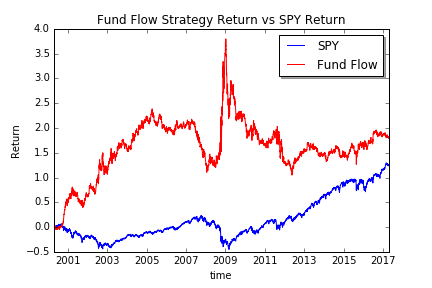 Fund Flow Strategy Return vs SPY Return
4.0
3.5
3.0
2.5
2.0
1.5
1.0
0.5
0.0
−0.5
Return
SPY
Fund Flow
2001 2003 2005 2007 2009 2011 2013 2015 2017
time